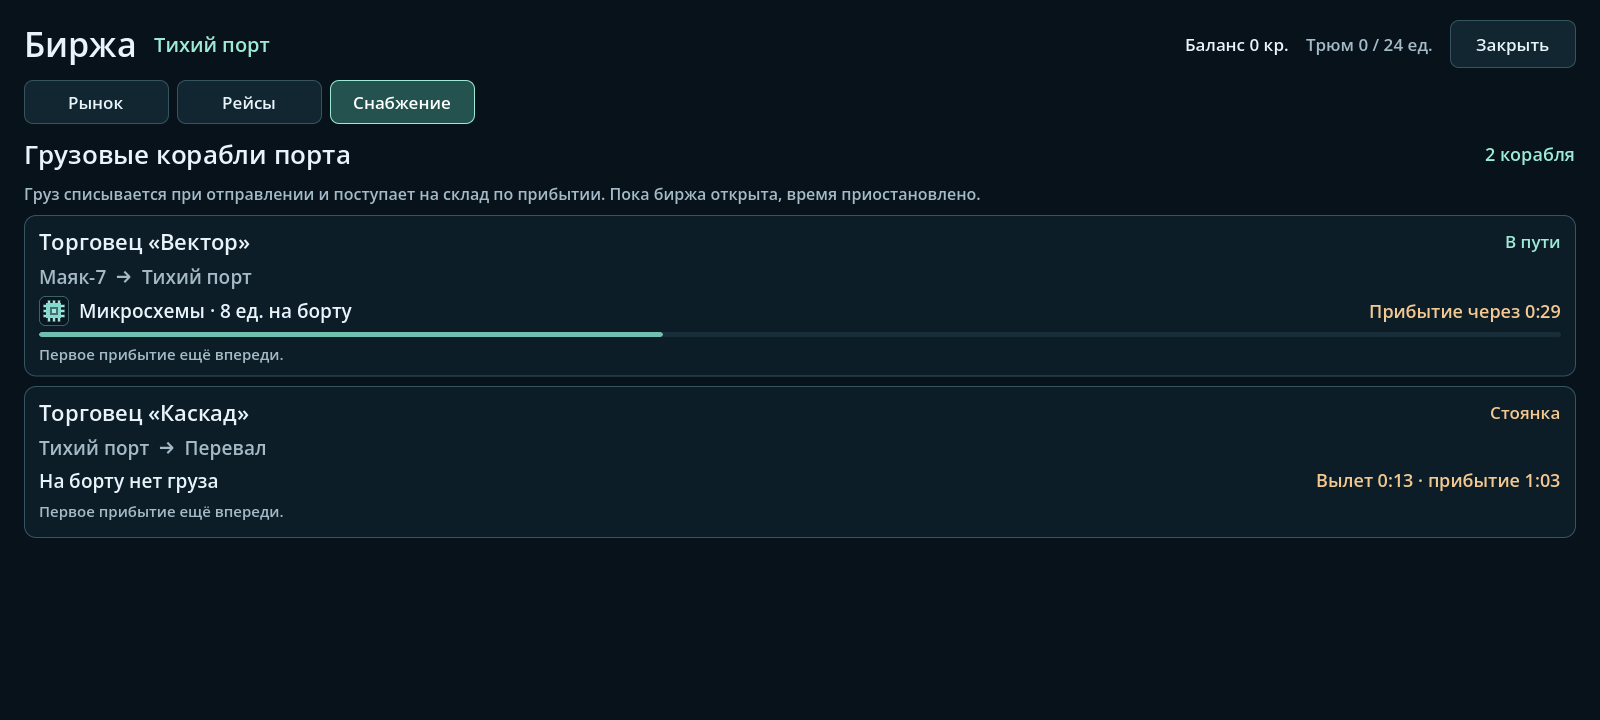 Биржа Тихий порт Баланс 0 кр. Трюм 0 / 24 ед. Закрыть
Рынок Рейсы Снабжение
Грузовые корабли порта 2 корабля
Груз списывается при отправлении и поступает на склад по прибытии. Пока биржа открыта, время приостановлено.
Торговец «Вектор» В пути
Маяк-7 → Тихий порт
Микросхемы · 8 ед. на борту Прибытие через 0:29
Первое прибытие ещё впереди.
Торговец «Каскад» Стоянка
Тихий порт → Перевал
На борту нет груза Вылет 0:13 · прибытие 1:03
Первое прибытие ещё впереди.